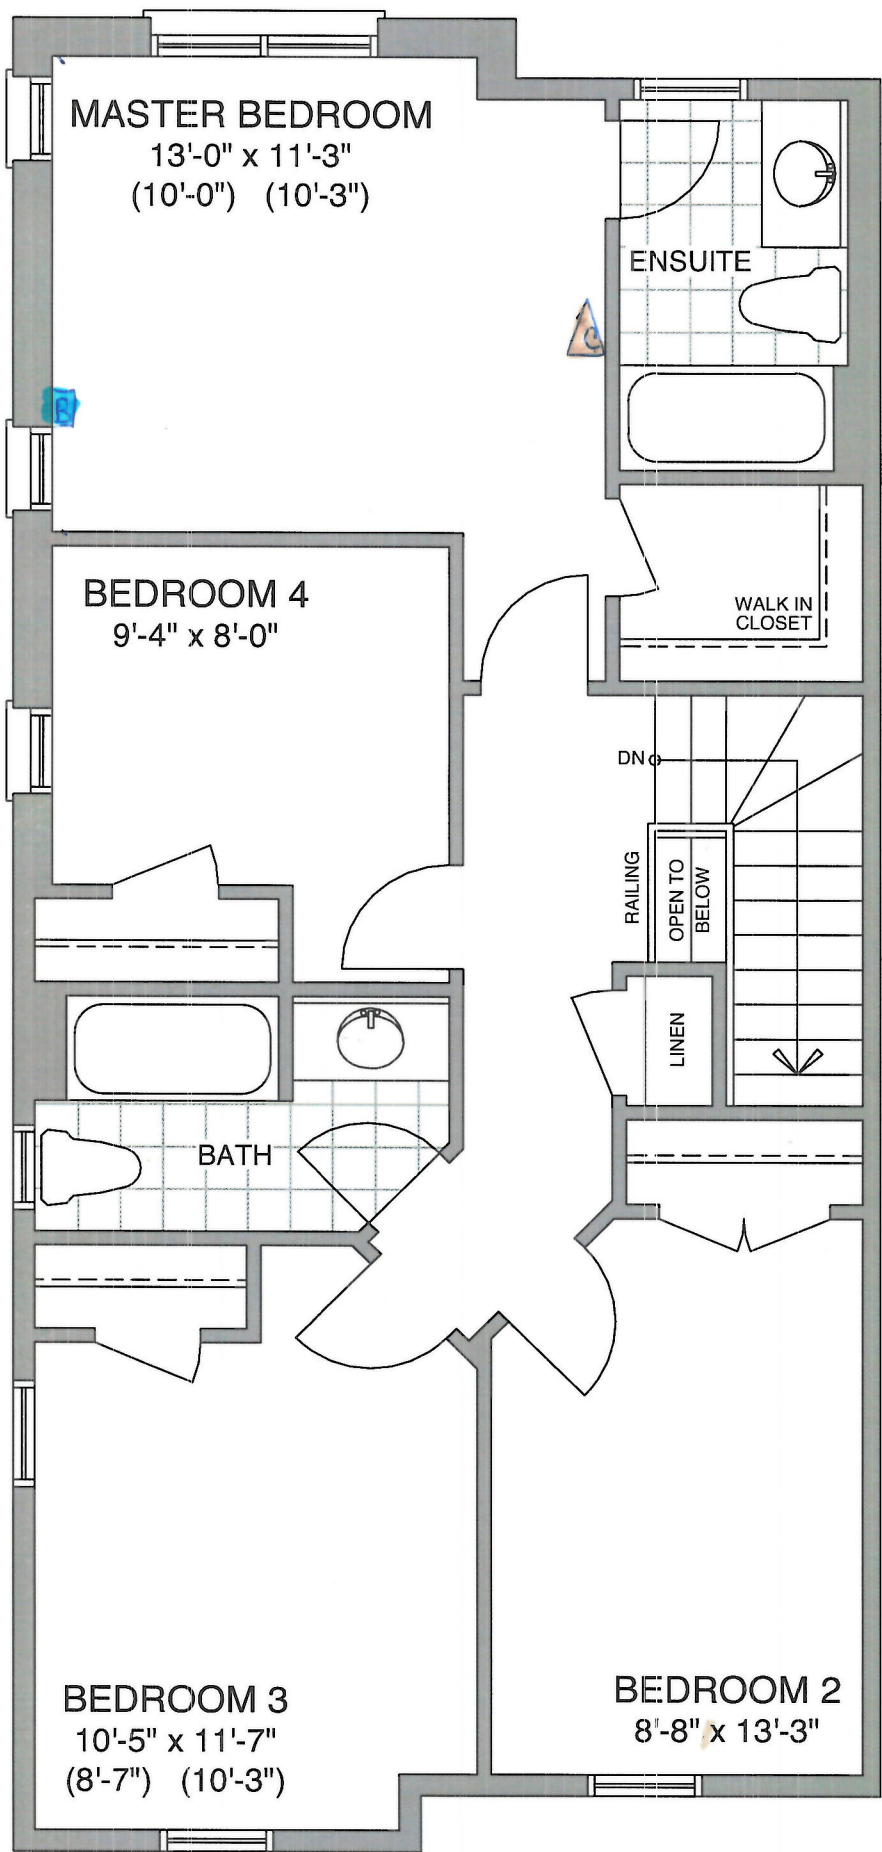 MASTER BEDROOM
13'-0" x 11'-3"
(10'-0") (10'-3")
ENSUITE
C
B
BEDROOM 4
9'-4" x 8'-0"
WALK IN
CLOSET
DN
RAILING
OPEN TO
BELOW
LINEN
BATH
BEDROOM 3
10'-5" x 11'-7"
(8'-7") (10'-3")
BEDROOM 2
8'-8" x 13'-3"